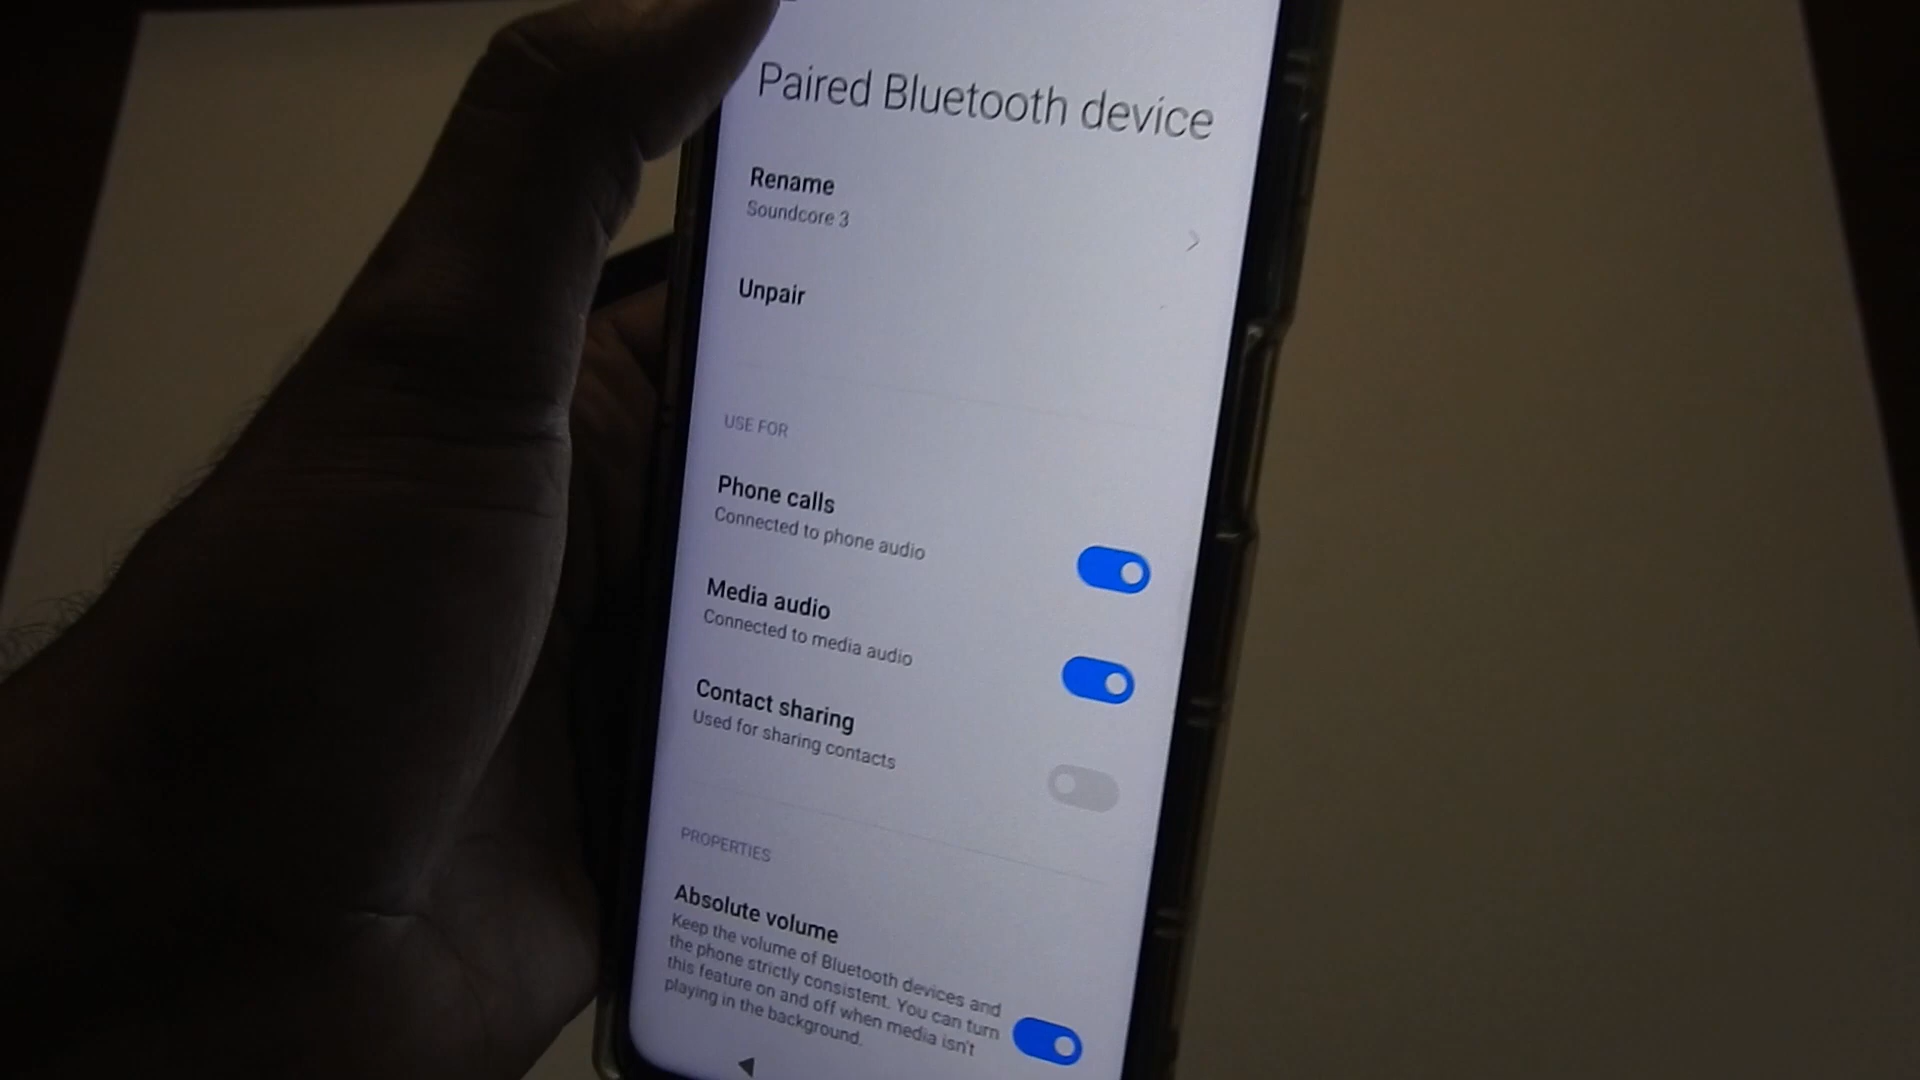 Paired Bluetooth device
Rename
Soundcore 3
Unpair
USE FOR
Phone calls
Connected to phone audio
Media audio
Connected to media audio
Contact sharing
Used for sharing contacts
PROPERTIES
Absolute volume
Keep the volume of Bluetooth devices and
the phone strictly consistent. You can turn
this feature on and off when media isn't
playing in the background.